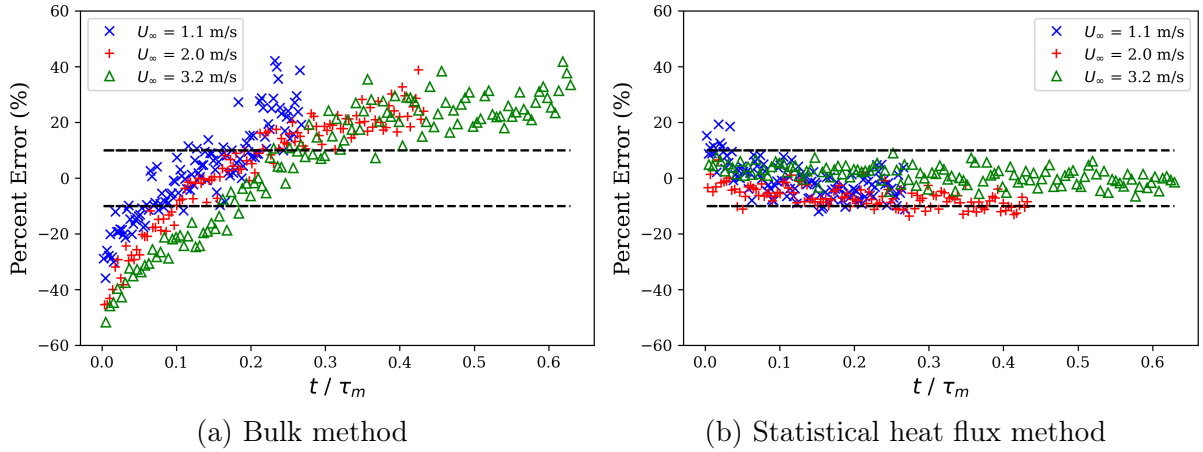 60
40
20
0
−20
−40
−60
Percent Error (%)
U∞ = 1.1 m/s
U∞ = 2.0 m/s
U∞ = 3.2 m/s
0.0 0.1 0.2 0.3 0.4 0.5 0.6
t / τm
(a) Bulk method
60
40
20
0
−20
−40
−60
Percent Error (%)
U∞ = 1.1 m/s
U∞ = 2.0 m/s
U∞ = 3.2 m/s
0.0 0.1 0.2 0.3 0.4 0.5 0.6
t / τm
(b) Statistical heat flux method